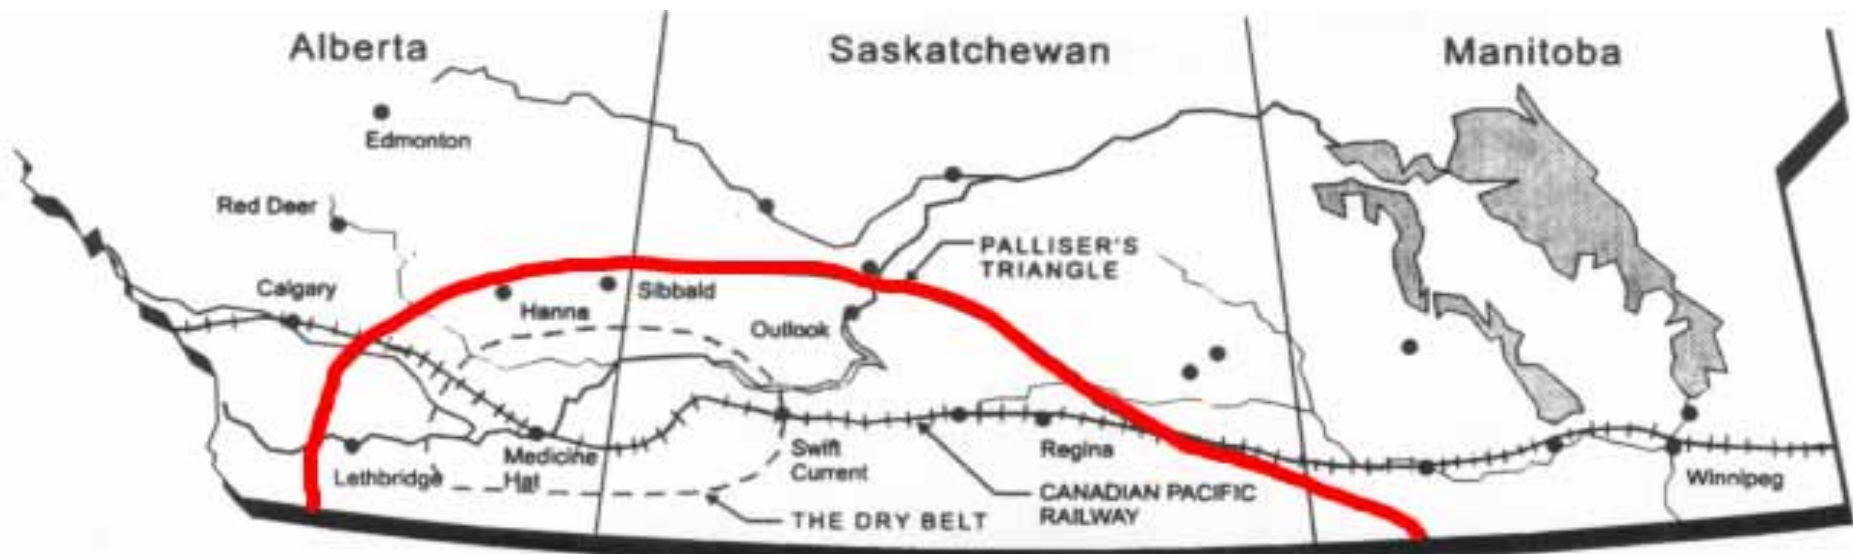 Alberta
Saskatchewan
Manitoba
Edmonton
Red Deer
PALLISER'S
TRIANGLE
Calgary
Sibbald
Hanna
Outlook
Regina
Swift
Current
Medicine
Hat
Lethbridge
Winnipeg
CANADIAN PACIFIC
RAILWAY
THE DRY BELT